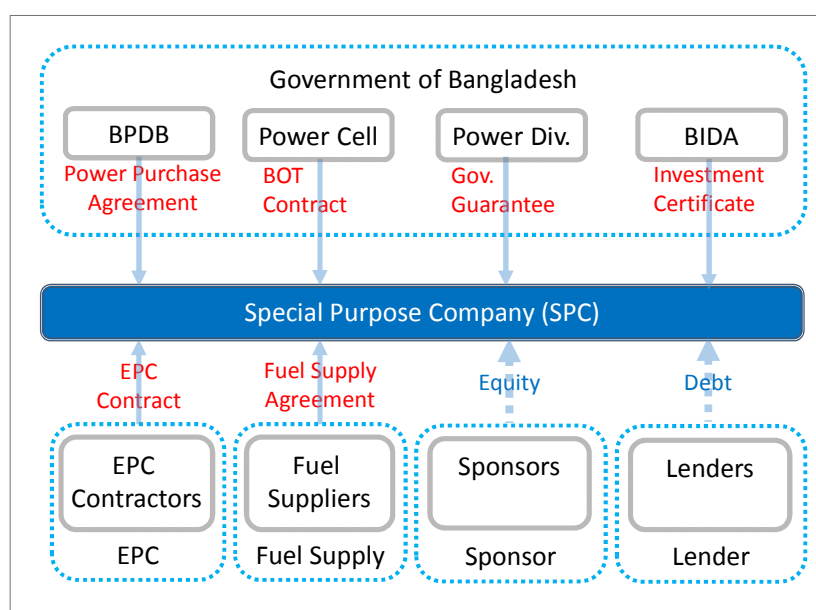 Government of Bangladesh
BPDB
Power Cell
Power Div.
BIDA
Power Purchase
Agreement
BOT
Contract
Gov.
Guarantee
Investment
Certificate
Special Purpose Company (SPC)
EPC
Contract
Fuel Supply
Agreement
Equity
Debt
EPC
Contractors
Fuel
Suppliers
Sponsors
Lenders
EPC
Fuel Supply
Sponsor
Lender